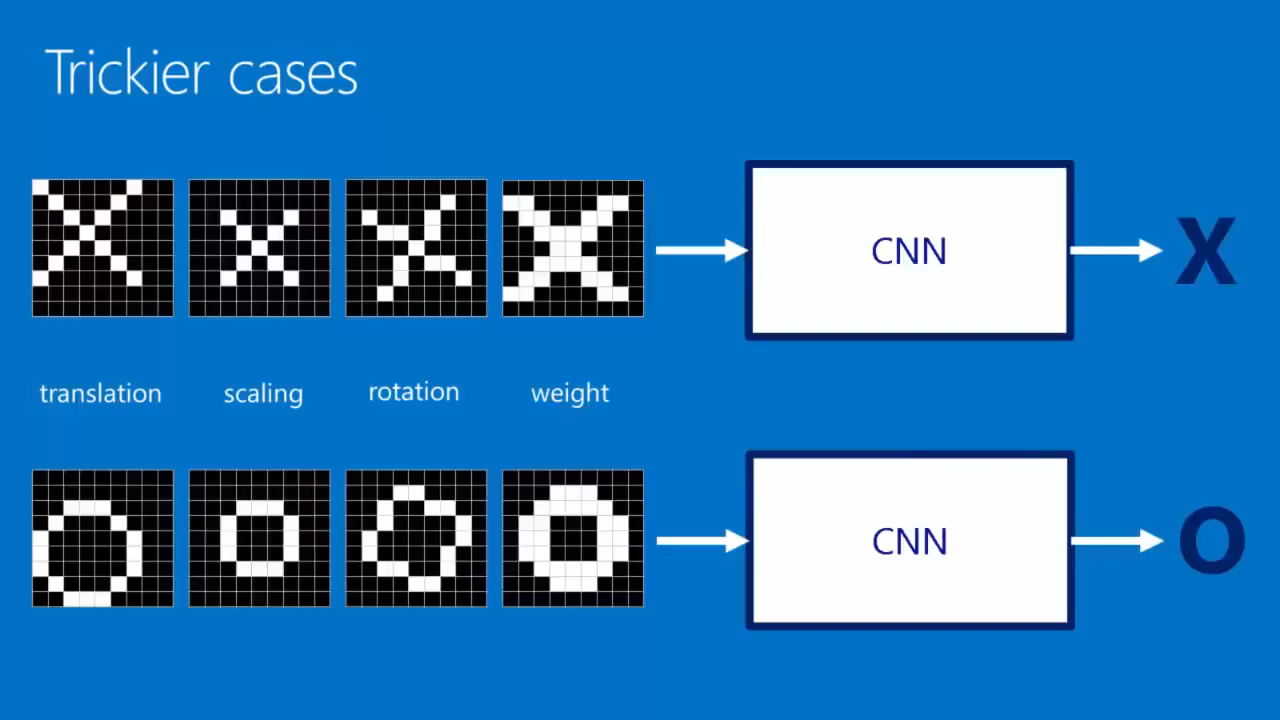 Trickier cases
CNN
X
translation scaling rotation weight
CNN
O